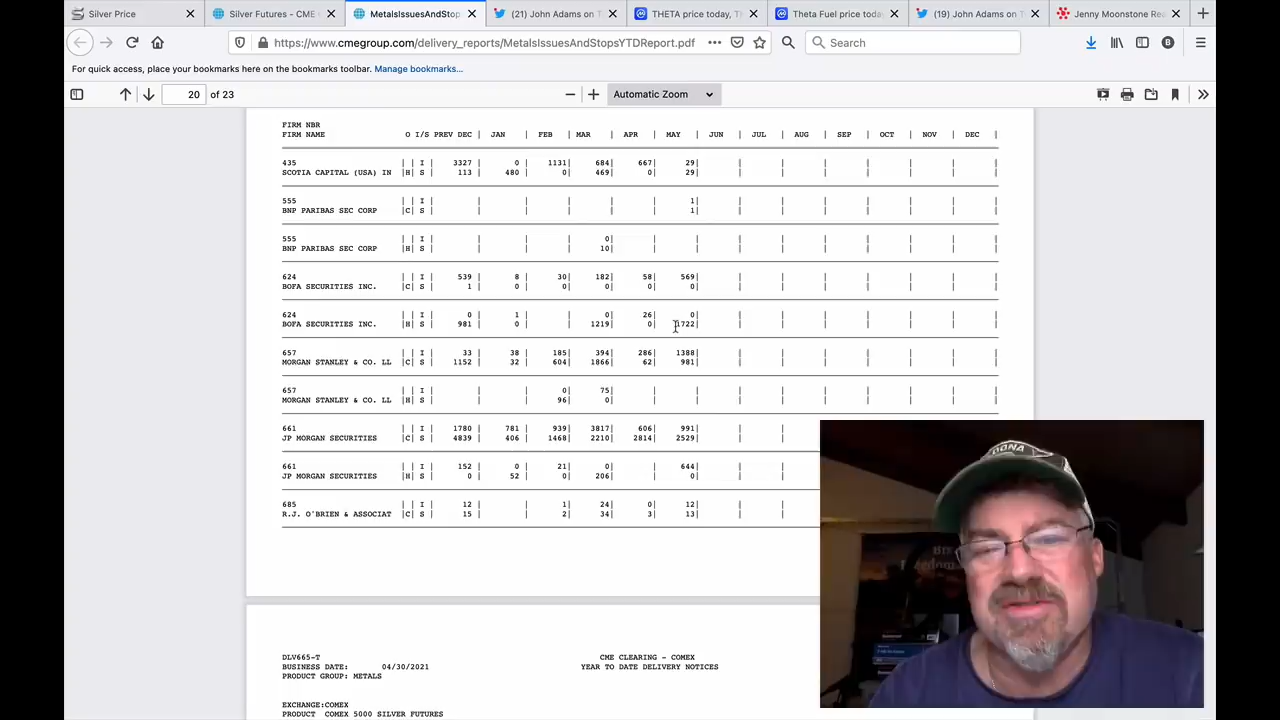 Silver Price
Silver Futures - CME
MetalsIssuesAndStop
(21) John Adams on T
THETA price today, T
Theta Fuel price today
(19) John Adams on T
Jenny Moonstone Re
https://www.cmegroup.com/delivery_reports/MetalsIssuesAndStopsYTDReport.pdf
Search
For quick access, place your bookmarks here on the bookmarks toolbar. Manage bookmarks...
20 of 23
Automatic Zoom
FIRM NBR
FIRM NAME O I/S PREV DEC | JAN | FEB | MAR | APR | MAY | JUN | JUL | AUG | SEP | OCT | NOV | DEC |
435 | | I | 3327 | 0 | 1131| 684| 667| 29| | | | | | | |
SCOTIA CAPITAL (USA) IN |H| S | 113 | 480 | 0| 469| 0| 29| | | | | | | |
555 | | I | | | | | | 1| | | | | | | |
BNP PARIBAS SEC CORP |C| S | | | | | | 1| | | | | | | |
555 | | I | | | | 0| | | | | | | | |
BNP PARIBAS SEC CORP |H| S | | | | 10| | | | | | | | |
624 | | I | 539 | 8 | 30| 182| 58| 569| | | | | | | |
BOFA SECURITIES INC. |C| S | 1 | 0 | 0| 0| 0| 0| | | | | | | |
624 | | I | 0 | 1 | | 0| 26| 0| | | | | | | |
BOFA SECURITIES INC. |H| S | 981 | 0 | | 1219| 0| 1722| | | | | | | |
657 | | I | 33 | 38 | 185| 394| 286| 1388| | | | | | | |
MORGAN STANLEY & CO. LL |C| S | 1152 | 32 | 604| 1866| 62| 981| | | | | | | |
657 | | I | | | 0| 75| | | | | | | | | |
MORGAN STANLEY & CO. LL |H| S | | | 96| 0| | | | | | | | | |
661 | | I | 1780 | 781 | 939| 3817| 606| 991| | |
JP MORGAN SECURITIES |C| S | 4839 | 406 | 1468| 2210| 2814| 2529| | |
661 | | I | 152 | 0 | 21| 0| | 644| | |
JP MORGAN SECURITIES |H| S | 0 | 52 | 0| 206| | 0| | |
685 | | I | 12 | | 1| 24| 0| 12| | |
R.J. O'BRIEN & ASSOCIAT |C| S | 15 | | 2| 34| 3| 13| | |
DLV665-T CME CLEARING - COMEX
BUSINESS DATE: 04/30/2021 YEAR TO DATE DELIVERY NOTICES
PRODUCT GROUP: METALS
EXCHANGE:COMEX
PRODUCT COMEX 5000 SILVER FUTURES